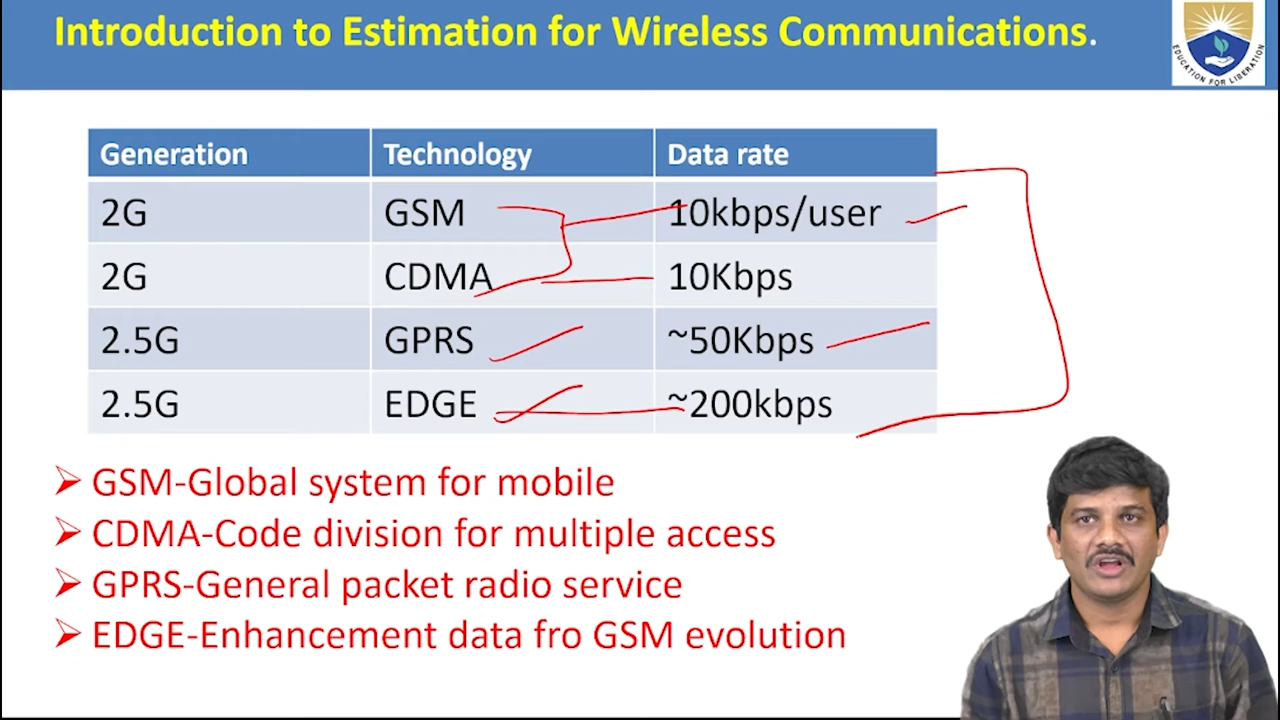 Introduction to Estimation for Wireless Communications.
EDUCATION FOR LIBERATION
Generation Technology Data rate
2G GSM 10kbps/user
2G CDMA 10Kbps
2.5G GPRS ~50Kbps
2.5G EDGE ~200kbps
➢ GSM-Global system for mobile
➢ CDMA-Code division for multiple access
➢ GPRS-General packet radio service
➢ EDGE-Enhancement data fro GSM evolution